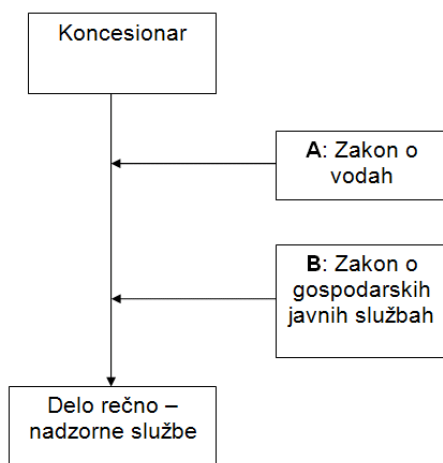 Koncesionar
A: Zakon o
vodah
B: Zakon o
gospodarskih
javnih službah
Delo rečno –
nadzorne službe